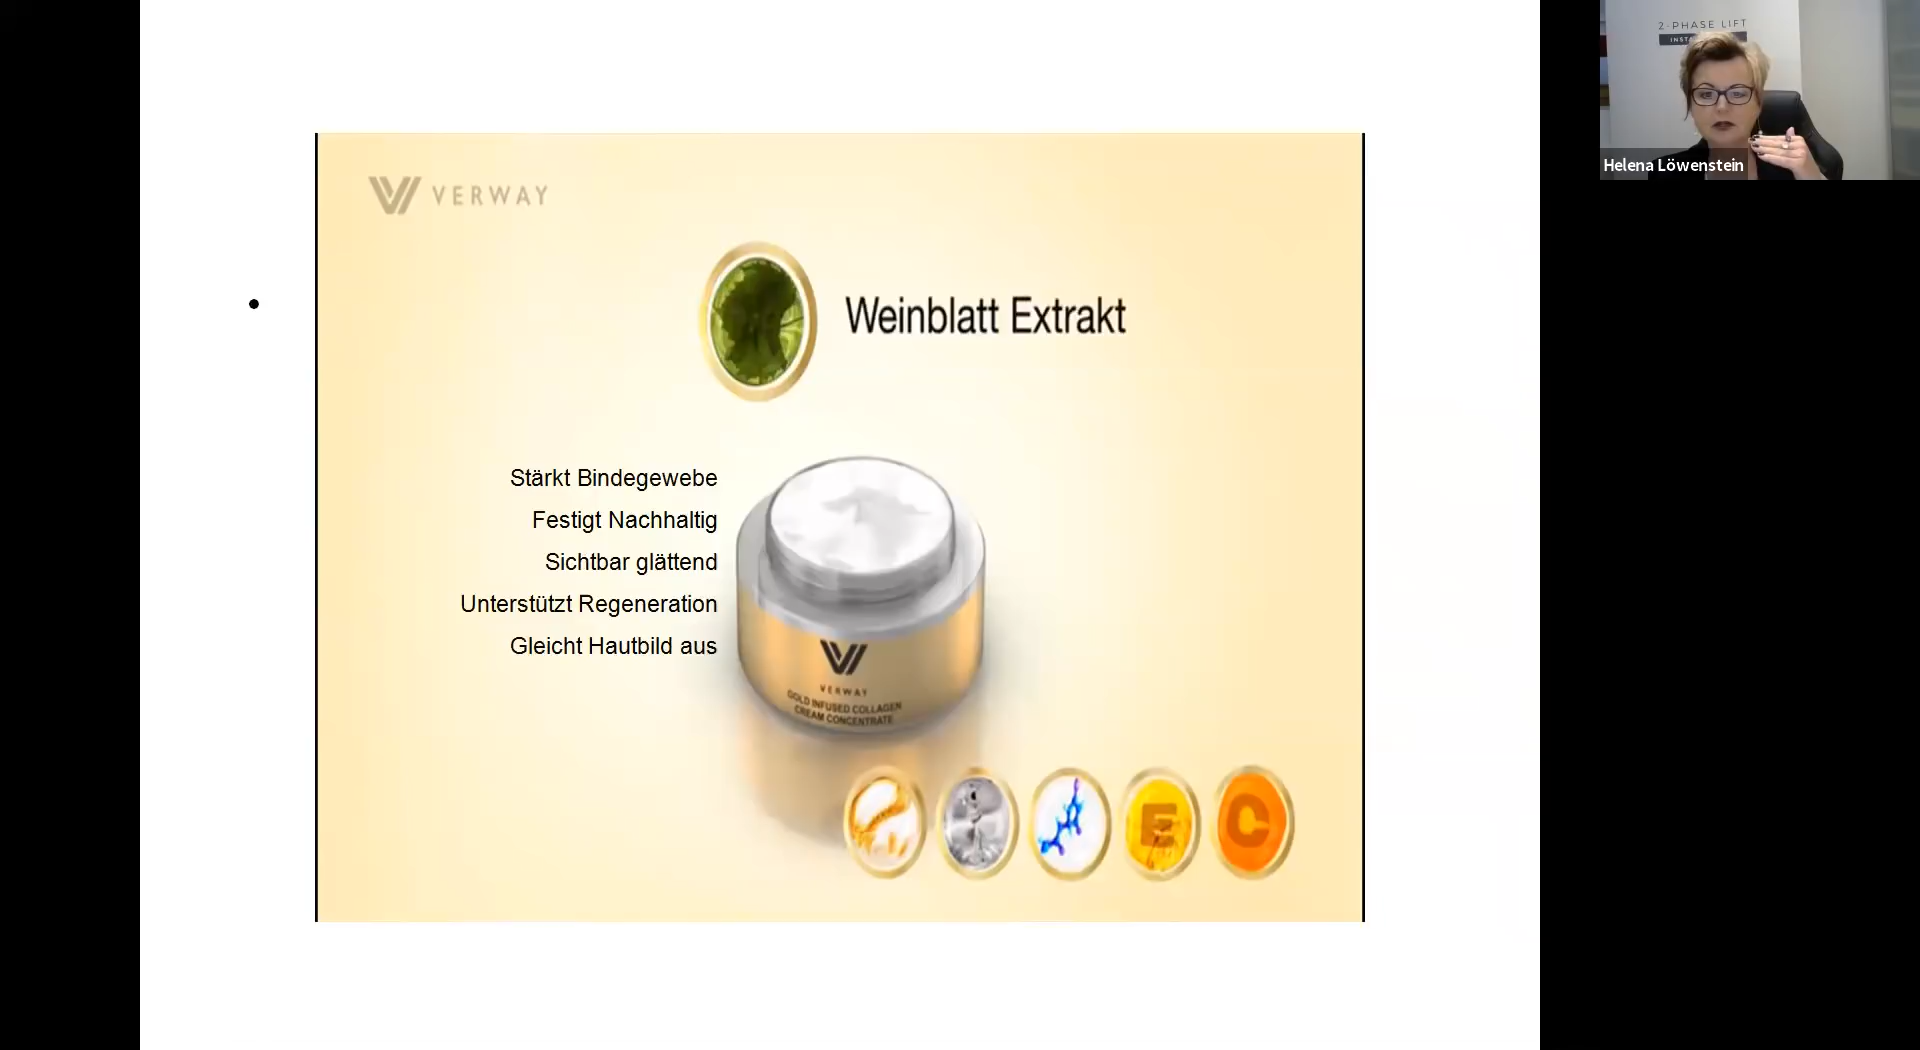 VERWAY
Weinblatt Extrakt
Stärkt Bindegewebe
Festigt Nachhaltig
Sichtbar glättend
Unterstützt Regeneration
Gleicht Hautbild aus
VERWAY
GOLD INFUSED COLLAGEN
CREAM CONCENTRATE
E
C
2-PHASE LIFT
Helena Löwenstein